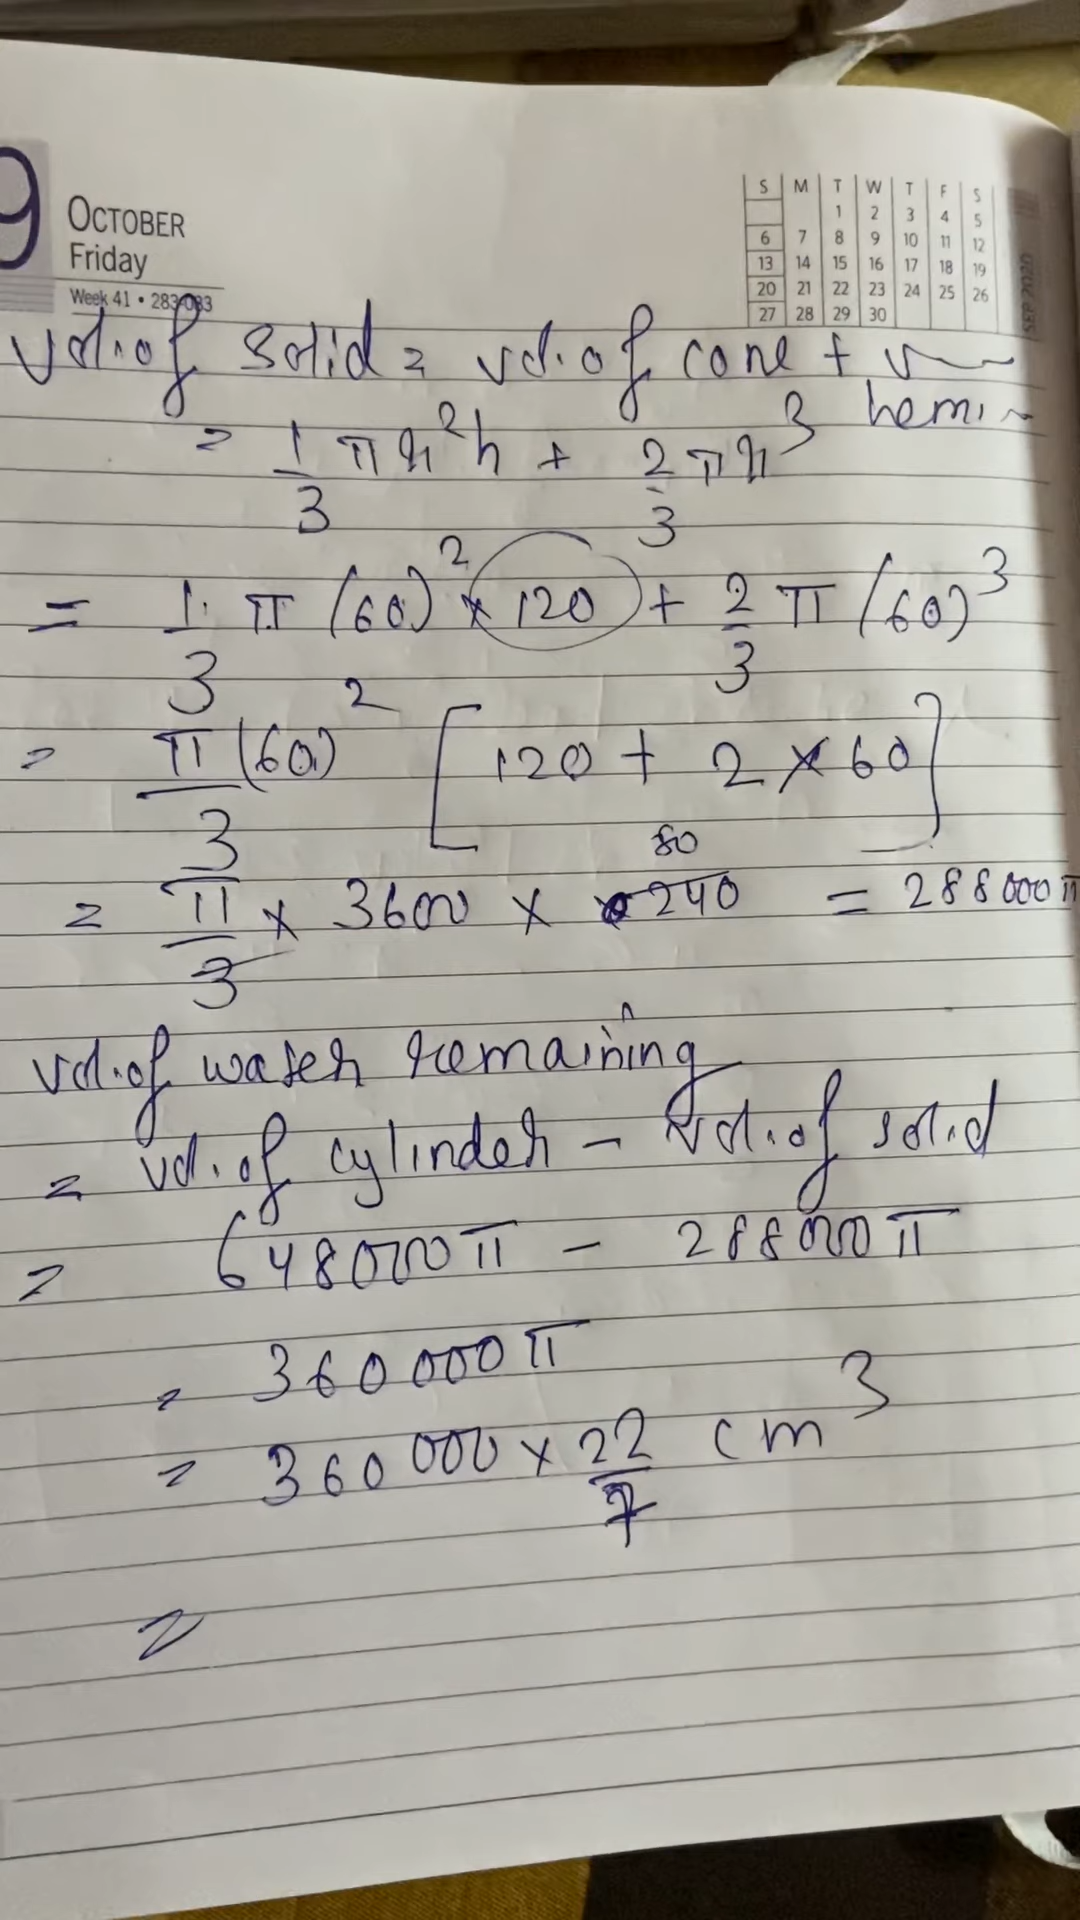 9
OCTOBER
Friday
Week 41 • 283-083
S M T W T F S
1 2 3 4 5
6 7 8 9 10 11 12
13 14 15 16 17 18 19
20 21 22 23 24 25 26
27 28 29 30
SEP 2020
Vol. of solid = vol. of cone + v
hemi
= 1/3 πr²h + 2/3 πr³
= 1/3 π (60)² × 120 + 2/3 π (60)³
= π(60)²/3 [120 + 2 × 60]
80
= π/3 × 3600 × 240 = 288000π
Vol. of water remaining
= vol. of cylinder - vol. of solid
= 648000π - 288000π
= 360000π
= 360000 × 22/7 cm³
=